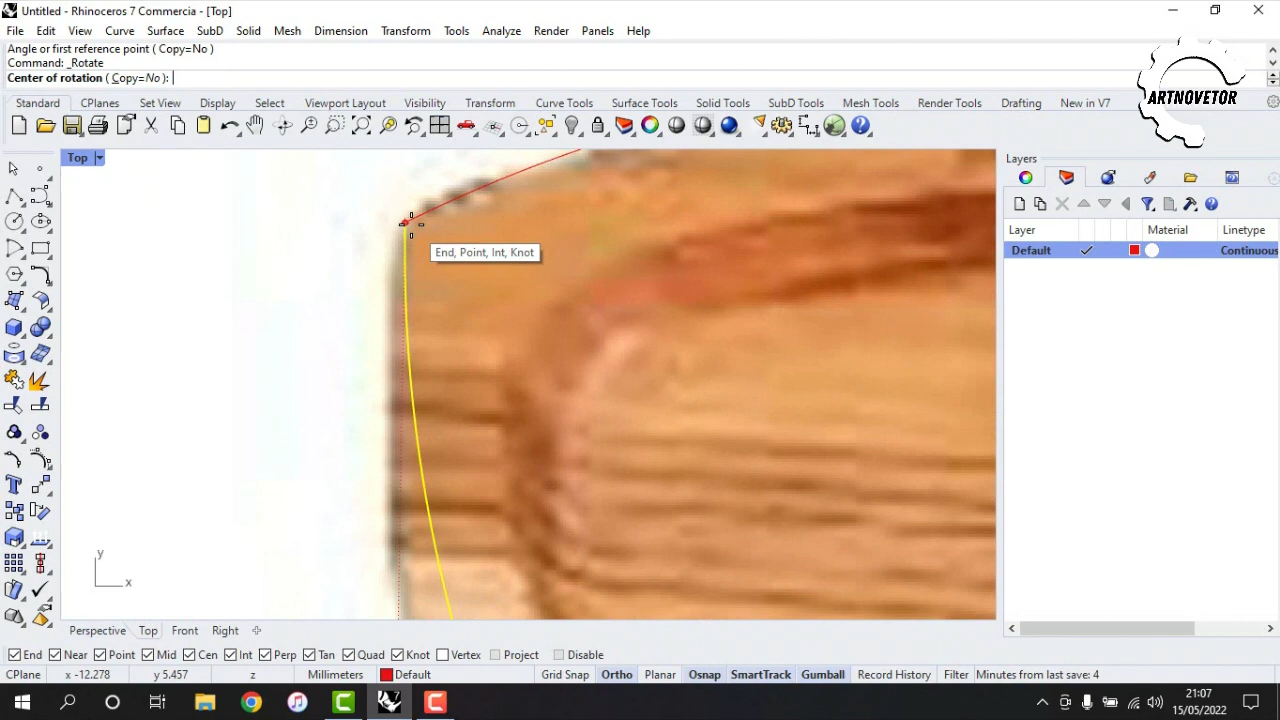 Untitled - Rhinoceros 7 Commercia - [Top]
File Edit View Curve Surface SubD Solid Mesh Dimension Transform Tools Analyze Render Panels Help
Angle or first reference point ( Copy=No )
Command: _Rotate
Center of rotation ( Copy=No ):
ARTNOVETOR
Standard CPlanes Set View Display Select Viewport Layout Visibility Transform Curve Tools Surface Tools Solid Tools SubD Tools Mesh Tools Render Tools Drafting New in V7
Top
Layers
Layer Material Linetype
Default Continuous
End, Point, Int, Knot
y
x
Perspective Top Front Right
End Near Point Mid Cen Int Perp Tan Quad Knot Vertex Project Disable
CPlane x -12.278 y 5.457 z Millimeters Default Grid Snap Ortho Planar Osnap SmartTrack Gumball Record History Filter Minutes from last save: 4
21:07
15/05/2022